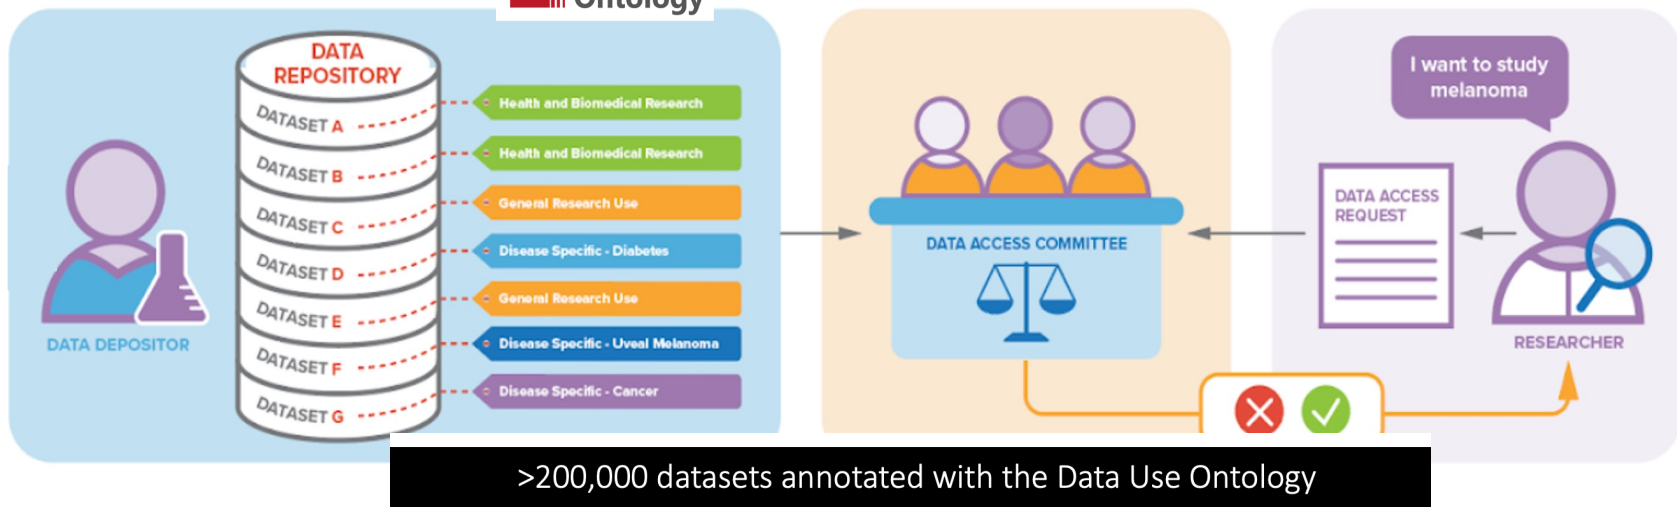 Ontology
DATA
REPOSITORY
DATASET A
DATASET B
DATASET C
DATASET D
DATASET E
DATASET F
DATASET G
Health and Biomedical Research
Health and Biomedical Research
General Research Use
Disease Specific - Diabetes
General Research Use
Disease Specific - Uveal Melanoma
Disease Specific - Cancer
DATA DEPOSITOR
DATA ACCESS COMMITTEE
I want to study
melanoma
DATA ACCESS
REQUEST
RESEARCHER
>200,000 datasets annotated with the Data Use Ontology